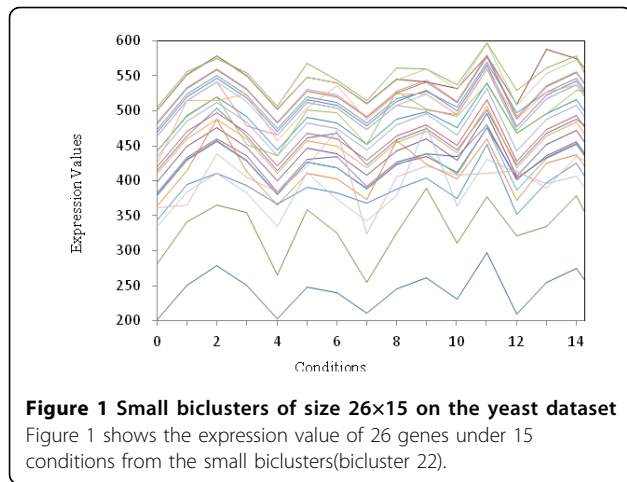 600
550
500
450
400
350
300
250
200
Expression Values
0 2 4 6 8 10 12 14
Conditions
Figure 1 Small biclusters of size 26×15 on the yeast dataset
Figure 1 shows the expression value of 26 genes under 15
conditions from the small biclusters(bicluster 22).